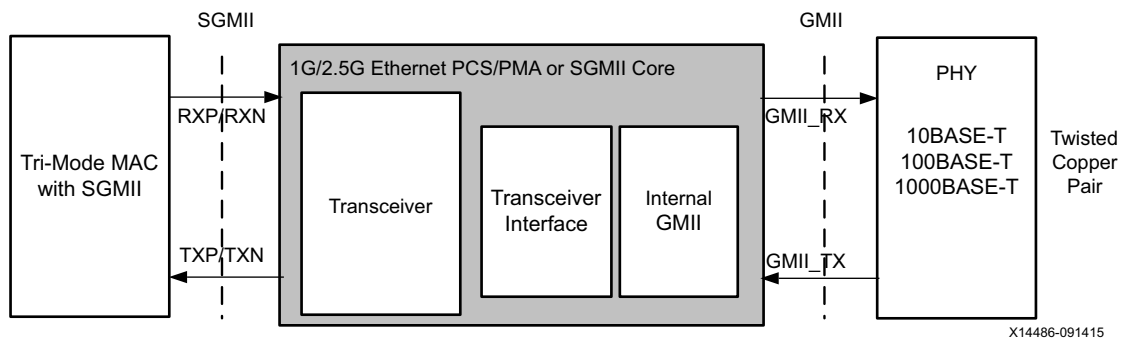 SGMII
GMII
1G/2.5G Ethernet PCS/PMA or SGMII Core
PHY
RXP/RXN
GMII_RX
10BASE-T
100BASE-T
1000BASE-T
Twisted
Copper
Pair
Tri-Mode MAC
with SGMII
Transceiver
Transceiver
Interface
Internal
GMII
TXP/TXN
GMII_TX
X14486-091415